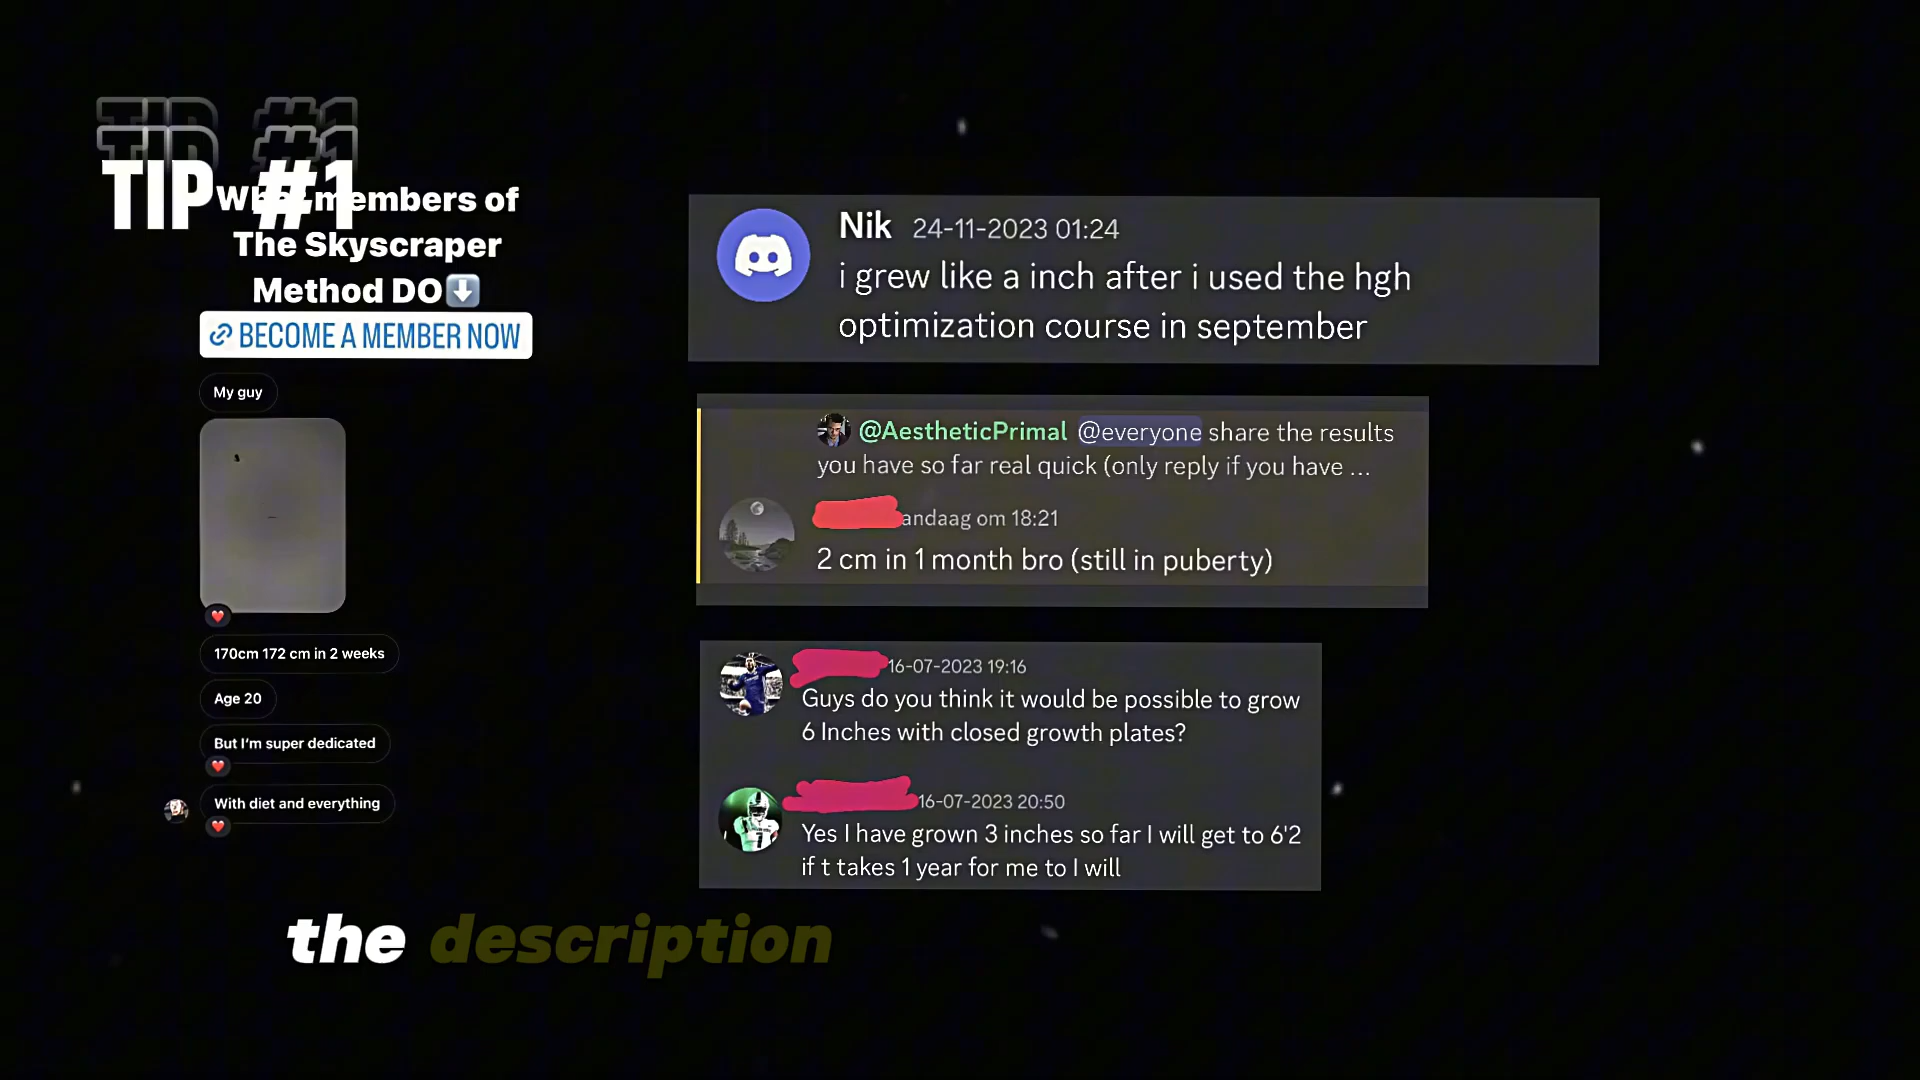 TIP #1
TIP #1
TIP #1
What members of
The Skyscraper
Method DO⬇️
BECOME A MEMBER NOW
My guy
170cm 172 cm in 2 weeks
Age 20
But I'm super dedicated
With diet and everything
Nik 24-11-2023 01:24
i grew like a inch after i used the hgh
optimization course in september
@AestheticPrimal @everyone share the results
you have so far real quick (only reply if you have ...
andaag om 18:21
2 cm in 1 month bro (still in puberty)
16-07-2023 19:16
Guys do you think it would be possible to grow
6 Inches with closed growth plates?
16-07-2023 20:50
Yes I have grown 3 inches so far I will get to 6'2
if t takes 1 year for me to I will
the description